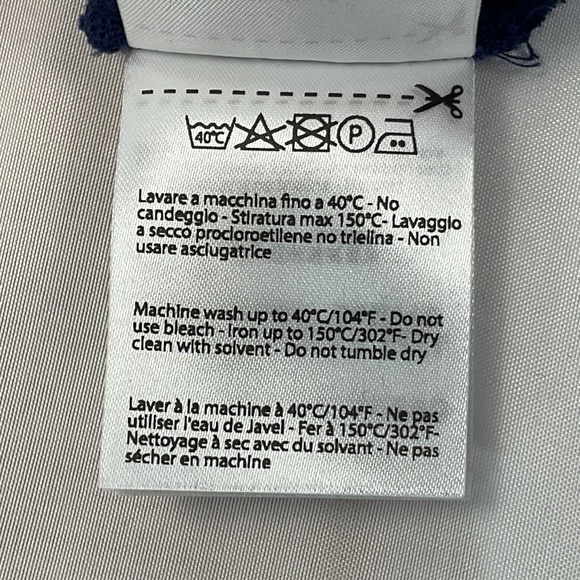 40°C
P
Lavare a macchina fino a 40°C - No
candeggio - Stiratura max 150°C- Lavaggio
a secco procloroetilene no trielina - Non
usare asciugatrice
Machine wash up to 40°C/104°F - Do not
use bleach - Iron up to 150°C/302°F- Dry
clean with solvent - Do not tumble dry
Laver à la machine à 40°C/104°F - Ne pas
utiliser l'eau de Javel - Fer à 150°C/302°F-
Nettoyage à sec avec du solvant - Ne pas
sécher en machine